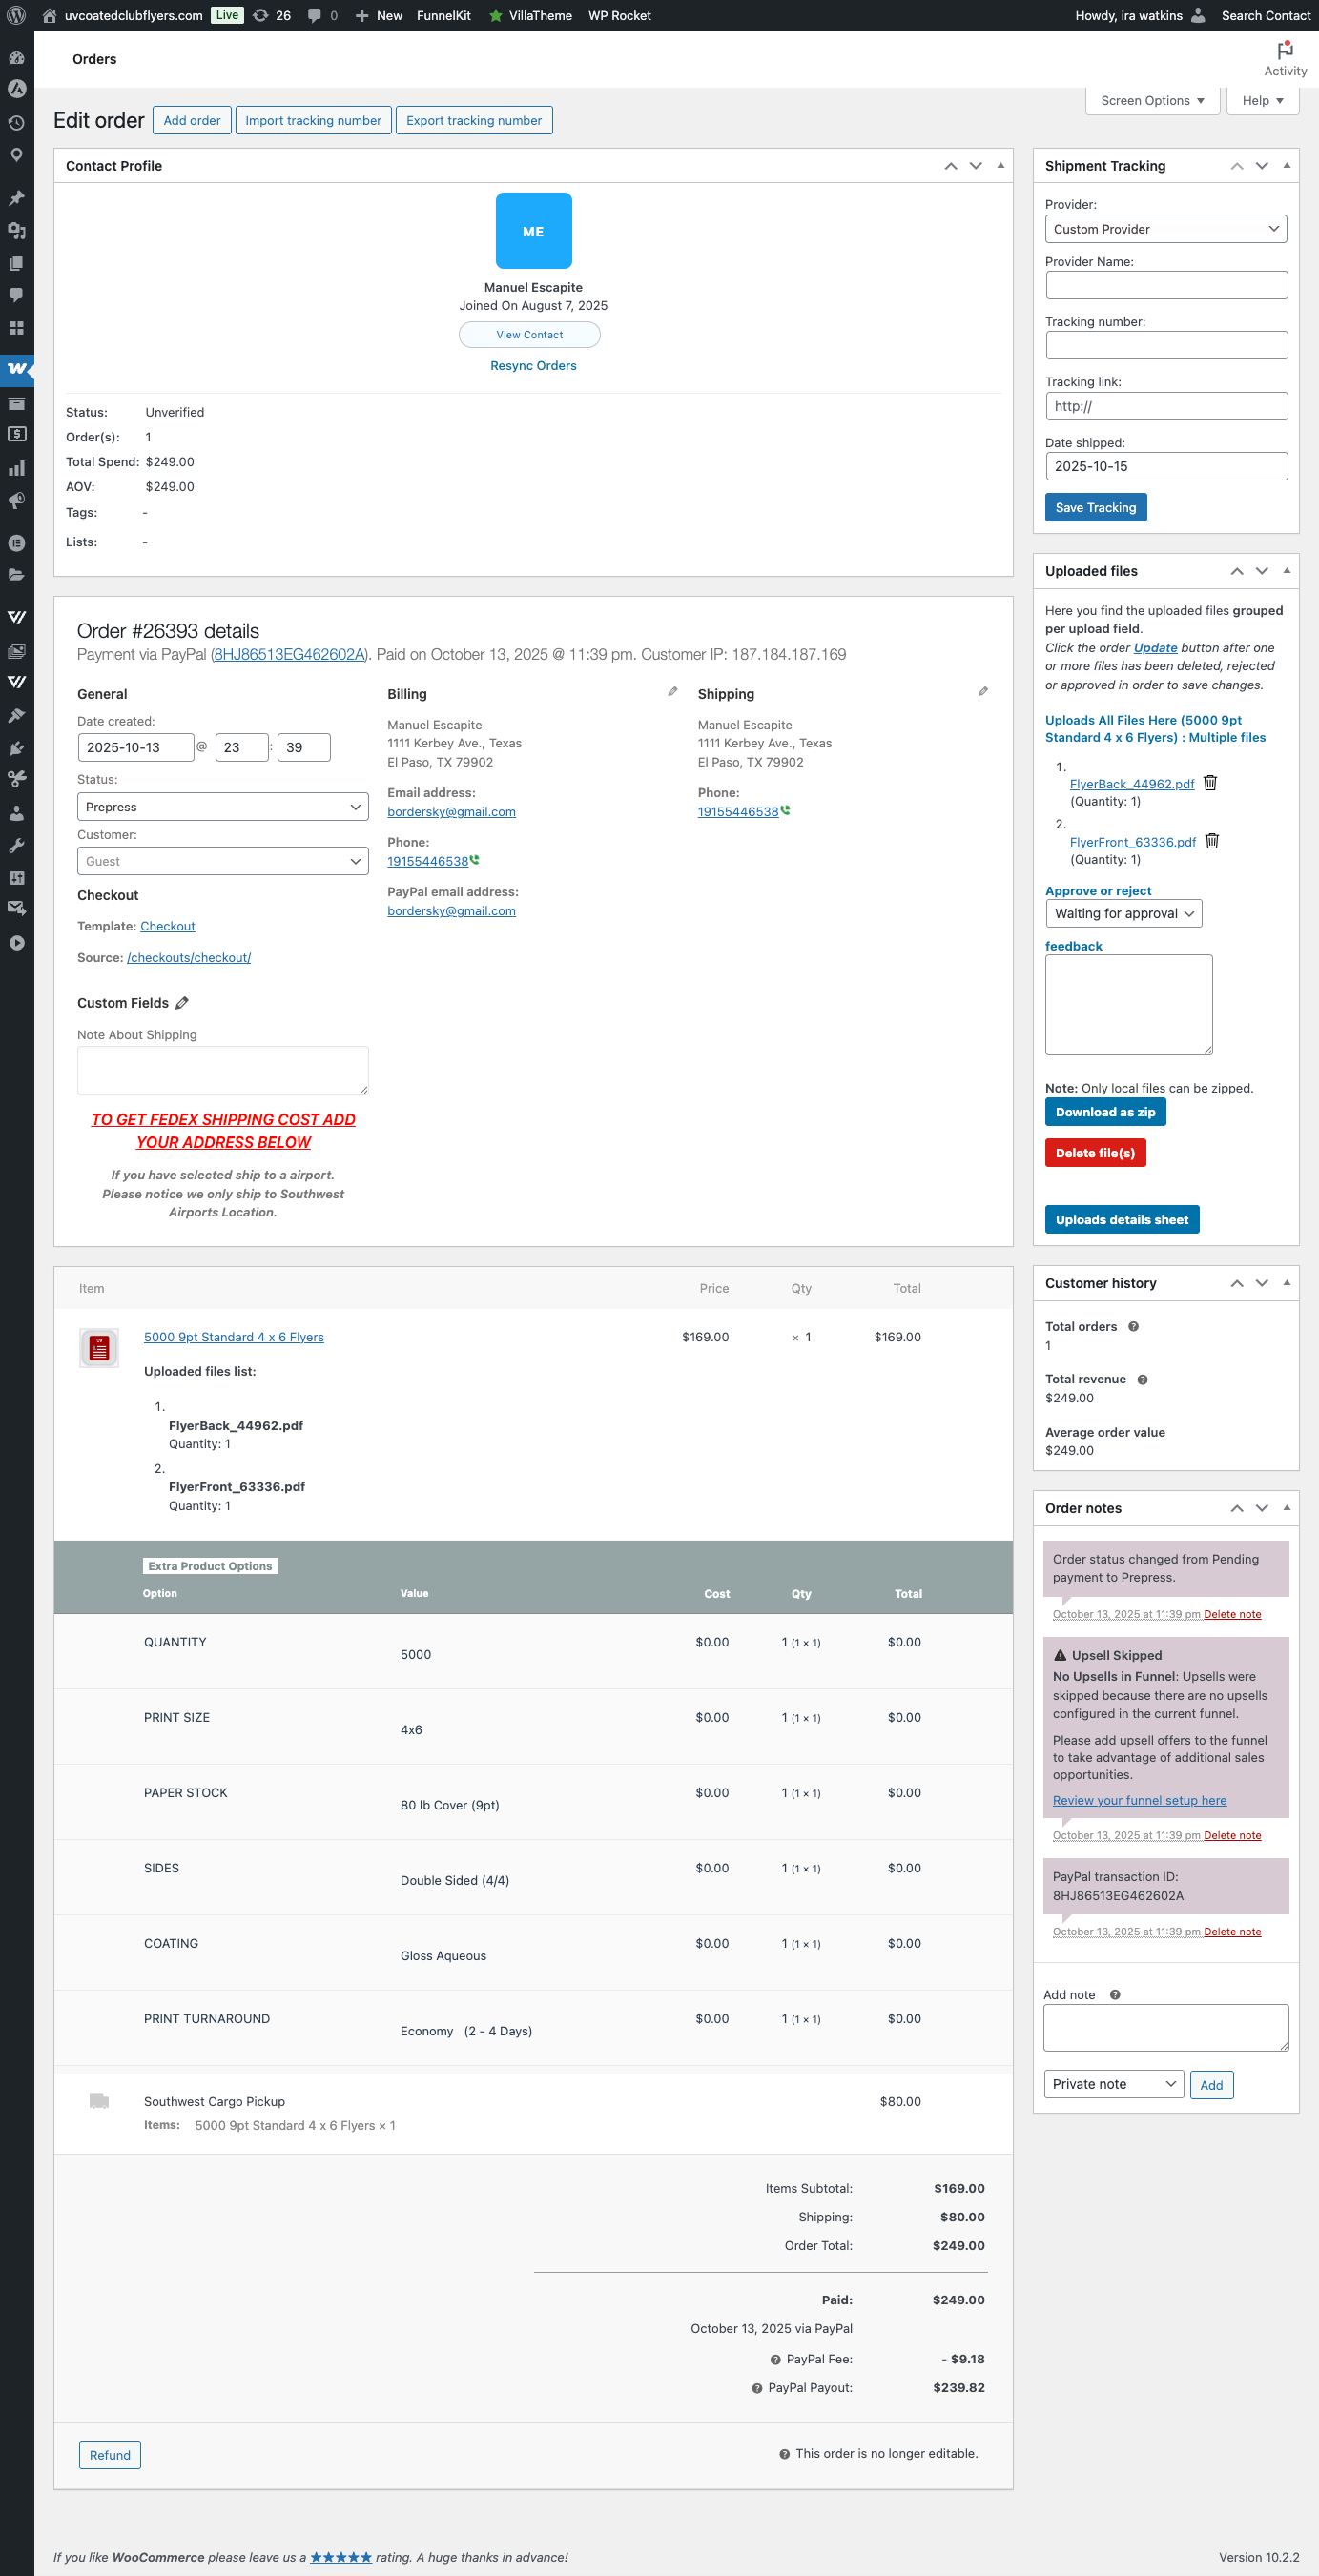 uvcoatedclubflyers.com Live 26 0 New FunnelKit VillaTheme WP Rocket Howdy, ira watkins Search Contact
Orders
Activity
Screen Options Help
Edit order Add order Import tracking number Export tracking number
Contact Profile
ME
Manuel Escapite
Joined On August 7, 2025
View Contact
Resync Orders
Status: Unverified
Order(s): 1
Total Spend: $249.00
AOV: $249.00
Tags: -
Lists: -
Order #26393 details
Payment via PayPal (8HJ86513EG462602A). Paid on October 13, 2025 @ 11:39 pm. Customer IP: 187.184.187.169
General
Date created:
2025-10-13 @ 23 : 39
Status:
Prepress
Customer:
Guest
Checkout
Template: Checkout
Source: /checkouts/checkout/
Custom Fields
Note About Shipping
TO GET FEDEX SHIPPING COST ADD
YOUR ADDRESS BELOW
If you have selected ship to a airport.
Please notice we only ship to Southwest
Airports Location.
Billing
Manuel Escapite
1111 Kerbey Ave., Texas
El Paso, TX 79902
Email address:
bordersky@gmail.com
Phone:
19155446538
PayPal email address:
bordersky@gmail.com
Shipping
Manuel Escapite
1111 Kerbey Ave., Texas
El Paso, TX 79902
Phone:
19155446538
Item Price Qty Total
5000 9pt Standard 4 x 6 Flyers $169.00 × 1 $169.00
Uploaded files list:
1.
FlyerBack_44962.pdf
Quantity: 1
2.
FlyerFront_63336.pdf
Quantity: 1
Extra Product Options
Option Value Cost Qty Total
QUANTITY 5000 $0.00 1 (1 × 1) $0.00
PRINT SIZE 4x6 $0.00 1 (1 × 1) $0.00
PAPER STOCK 80 lb Cover (9pt) $0.00 1 (1 × 1) $0.00
SIDES Double Sided (4/4) $0.00 1 (1 × 1) $0.00
COATING Gloss Aqueous $0.00 1 (1 × 1) $0.00
PRINT TURNAROUND Economy (2 - 4 Days) $0.00 1 (1 × 1) $0.00
Southwest Cargo Pickup $80.00
Items: 5000 9pt Standard 4 x 6 Flyers × 1
Items Subtotal: $169.00
Shipping: $80.00
Order Total: $249.00
Paid: $249.00
October 13, 2025 via PayPal
PayPal Fee: - $9.18
PayPal Payout: $239.82
Refund This order is no longer editable.
Shipment Tracking
Provider:
Custom Provider
Provider Name:
Tracking number:
Tracking link:
http://
Date shipped:
2025-10-15
Save Tracking
Uploaded files
Here you find the uploaded files grouped
per upload field.
Click the order Update button after one
or more files has been deleted, rejected
or approved in order to save changes.
Uploads All Files Here (5000 9pt
Standard 4 x 6 Flyers) : Multiple files
1.
FlyerBack_44962.pdf
(Quantity: 1)
2.
FlyerFront_63336.pdf
(Quantity: 1)
Approve or reject
Waiting for approval
feedback
Note: Only local files can be zipped.
Download as zip
Delete file(s)
Uploads details sheet
Customer history
Total orders
1
Total revenue
$249.00
Average order value
$249.00
Order notes
Order status changed from Pending
payment to Prepress.
October 13, 2025 at 11:39 pm Delete note
Upsell Skipped
No Upsells in Funnel: Upsells were
skipped because there are no upsells
configured in the current funnel.
Please add upsell offers to the funnel
to take advantage of additional sales
opportunities.
Review your funnel setup here
October 13, 2025 at 11:39 pm Delete note
PayPal transaction ID:
8HJ86513EG462602A
October 13, 2025 at 11:39 pm Delete note
Add note
Private note Add
If you like WooCommerce please leave us a ★★★★★ rating. A huge thanks in advance! Version 10.2.2